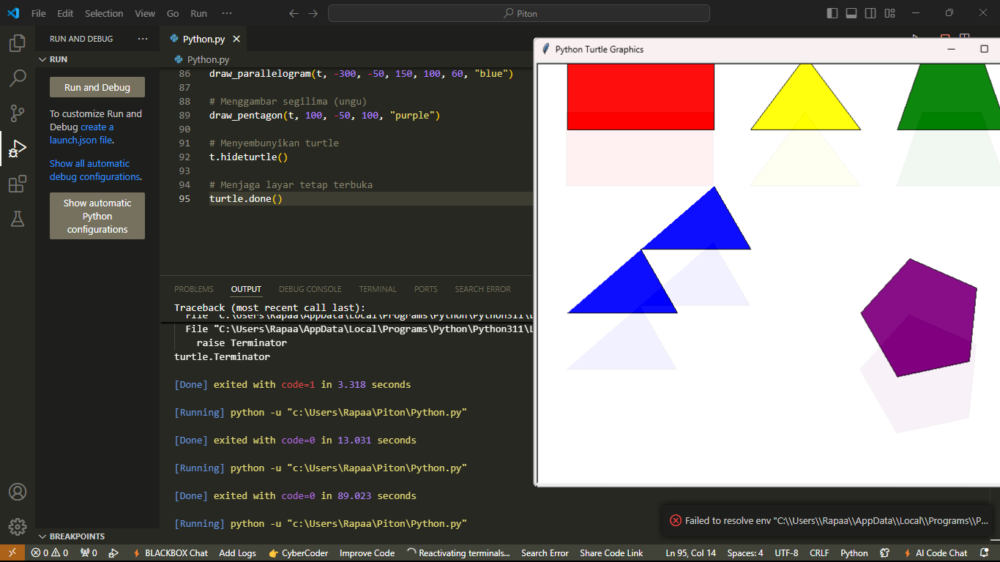 File Edit Selection View Go Run ···
Piton
RUN AND DEBUG ···
Python.py
RUN
Python.py
Run and Debug
To customize Run and
Debug create a
launch.json file.
Show all automatic
debug configurations.
Show automatic
Python
configurations
86 draw_parallelogram(t, -300, -50, 150, 100, 60, "blue")
87
88 # Menggambar segilima (ungu)
89 draw_pentagon(t, 100, -50, 100, "purple")
90
91 # Menyembunyikan turtle
92 t.hideturtle()
93
94 # Menjaga layar tetap terbuka
95 turtle.done()
Python Turtle Graphics
PROBLEMS OUTPUT DEBUG CONSOLE TERMINAL PORTS SEARCH ERROR
Traceback (most recent call last):
File "C:\Users\Rapaa\AppData\Local\Programs\Python\Python311\L
File "C:\Users\Rapaa\AppData\Local\Programs\Python\Python311\L
raise Terminator
turtle.Terminator
[Done] exited with code=1 in 3.318 seconds
[Running] python -u "c:\Users\Rapaa\Piton\Python.py"
[Done] exited with code=0 in 13.031 seconds
[Running] python -u "c:\Users\Rapaa\Piton\Python.py"
[Done] exited with code=0 in 89.023 seconds
[Running] python -u "c:\Users\Rapaa\Piton\Python.py"
Failed to resolve env "C:\\Users\\Rapaa\\AppData\\Local\\Programs\\P...
BREAKPOINTS
0 0 0 BLACKBOX Chat Add Logs CyberCoder Improve Code Reactivating terminals... Search Error Share Code Link Ln 95, Col 14 Spaces: 4 UTF-8 CRLF Python AI Code Chat